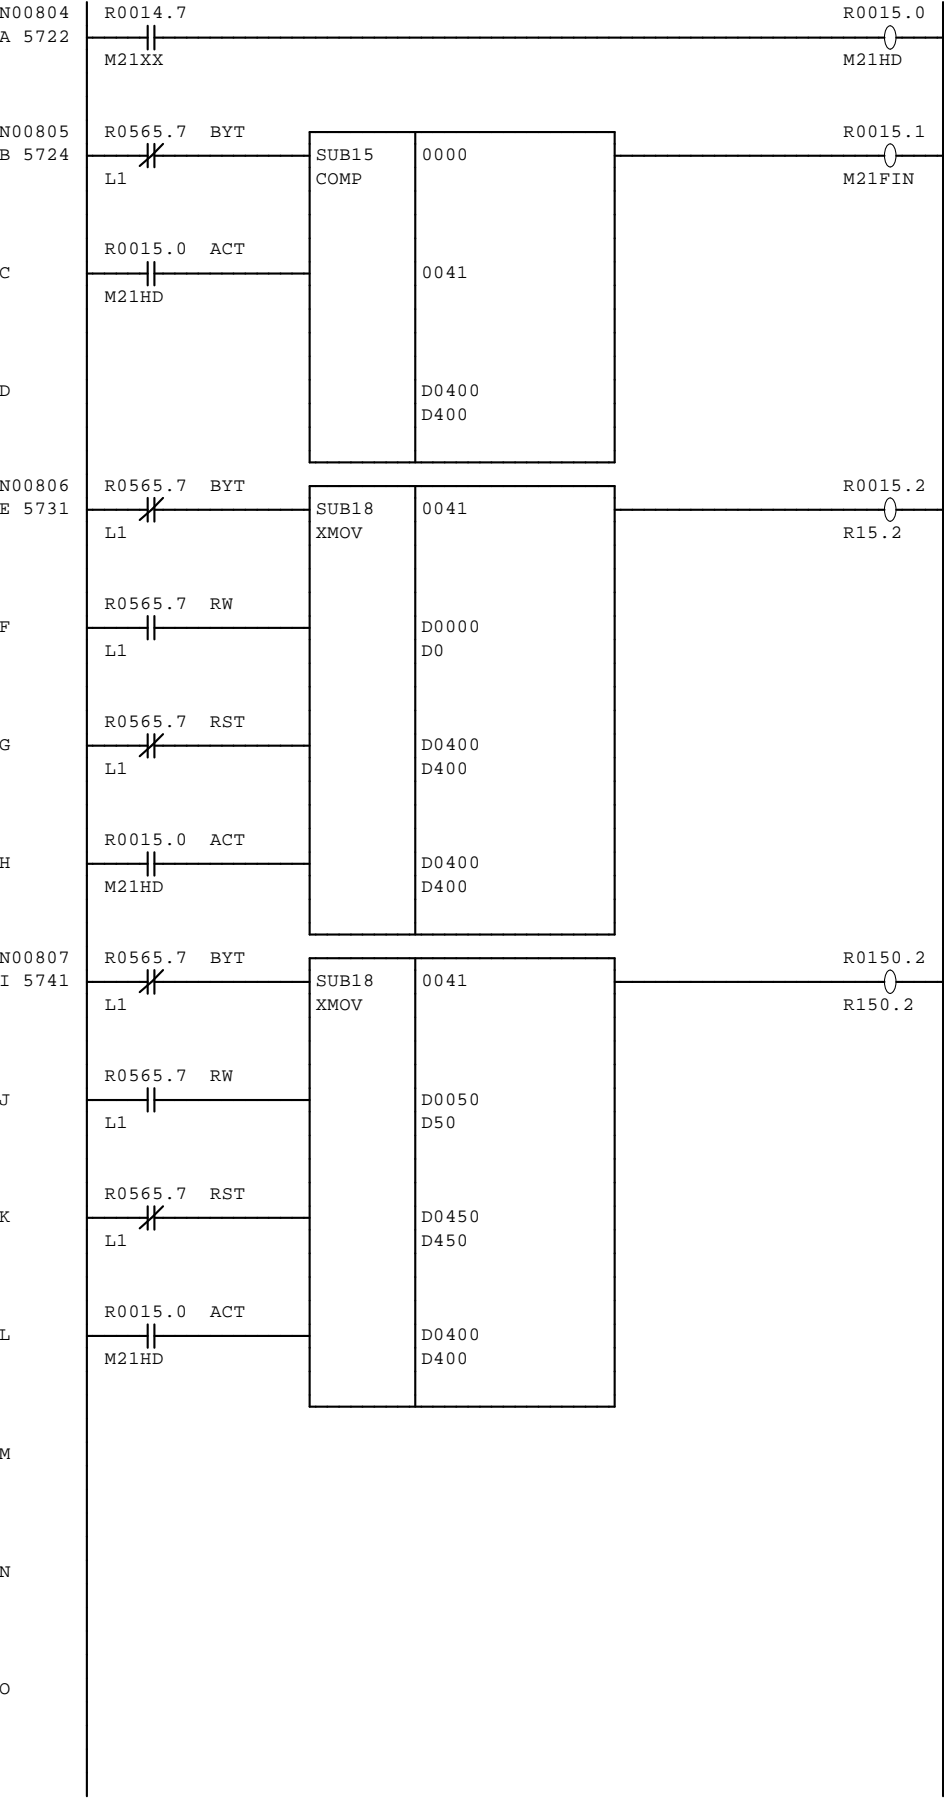 N00804 R0014.7 R0015.0
A 5722
M21XX M21HD
N00805 R0565.7 BYT R0015.1
B 5724 SUB15 0000
L1 COMP M21FIN
R0015.0 ACT
C 0041
M21HD
D D0400
D400
N00806 R0565.7 BYT R0015.2
E 5731 SUB18 0041
L1 XMOV R15.2
R0565.7 RW
F D0000
L1 D0
R0565.7 RST
G D0400
L1 D400
R0015.0 ACT
H D0400
M21HD D400
N00807 R0565.7 BYT R0150.2
I 5741 SUB18 0041
L1 XMOV R150.2
R0565.7 RW
J D0050
L1 D50
R0565.7 RST
K D0450
L1 D450
R0015.0 ACT
L D0400
M21HD D400
M
N
O